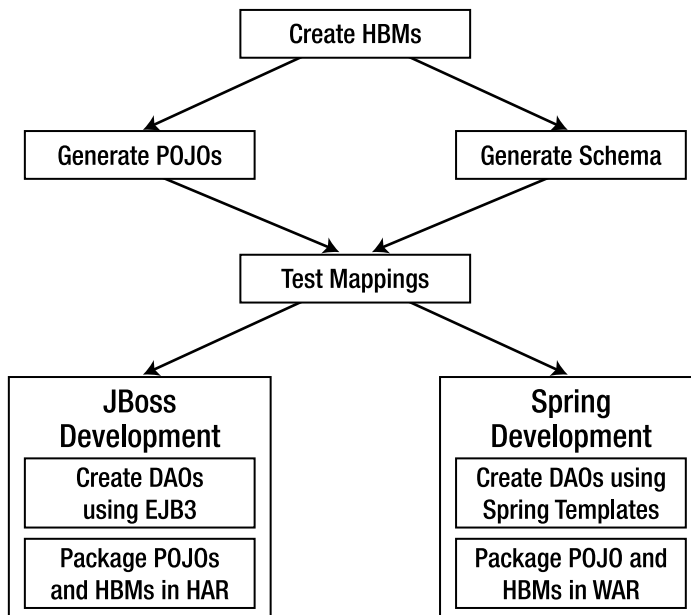 Create HBMs
Generate POJOs
Generate Schema
Test Mappings
JBoss
Development
Create DAOs
using EJB3
Package POJOs
and HBMs in HAR
Spring
Development
Create DAOs using
Spring Templates
Package POJO and
HBMs in WAR